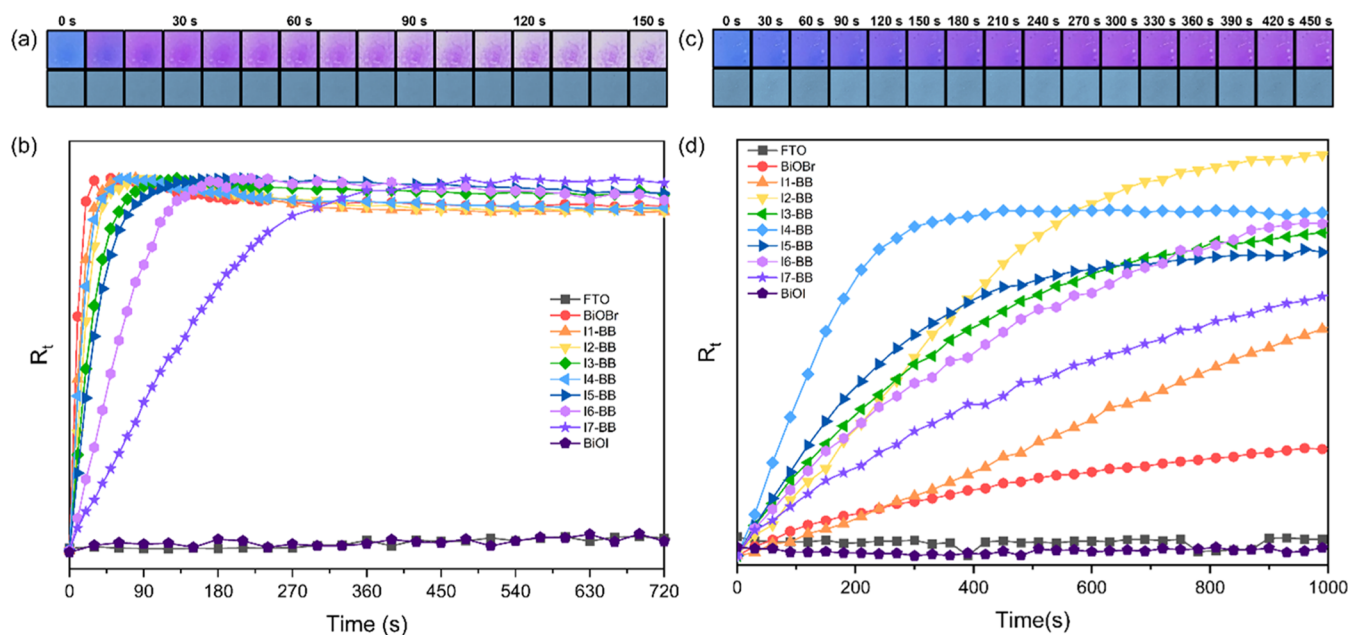 (a)
0 s 30 s 60 s 90 s 120 s 150 s
(c)
0 s 30 s 60 s 90 s 120 s 150 s 180 s 210 s 240 s 270 s 300 s 330 s 360 s 390 s 420 s 450 s
(b)
FTO
BiOBr
I1-BB
I2-BB
I3-BB
I4-BB
I5-BB
I6-BB
I7-BB
BiOI
Rt
0 90 180 270 360 450 540 630 720
Time (s)
(d)
FTO
BiOBr
I1-BB
I2-BB
I3-BB
I4-BB
I5-BB
I6-BB
I7-BB
BiOI
Rt
0 200 400 600 800 1000
Time(s)